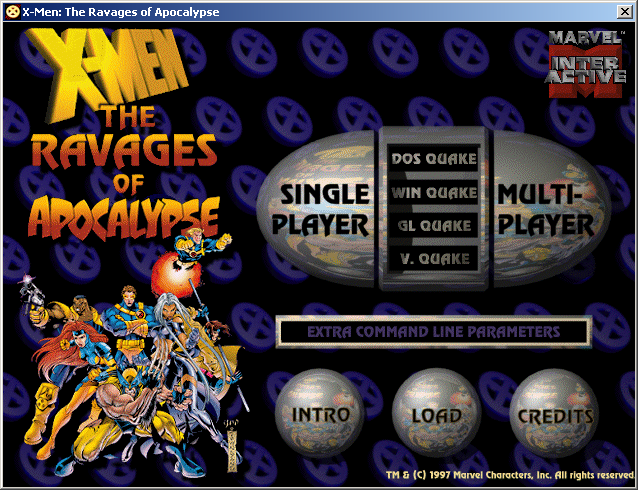 X-Men: The Ravages of Apocalypse
X-MEN
THE
RAVAGES
OF
APOCALYPSE
MARVEL™
INTER
ACTIVE
SINGLE
PLAYER
DOS QUAKE
WIN QUAKE
GL QUAKE
V. QUAKE
MULTI-
PLAYER
EXTRA COMMAND LINE PARAMETERS
INTRO
LOAD
CREDITS
TM & (C) 1997 Marvel Characters, Inc. All rights reserved.